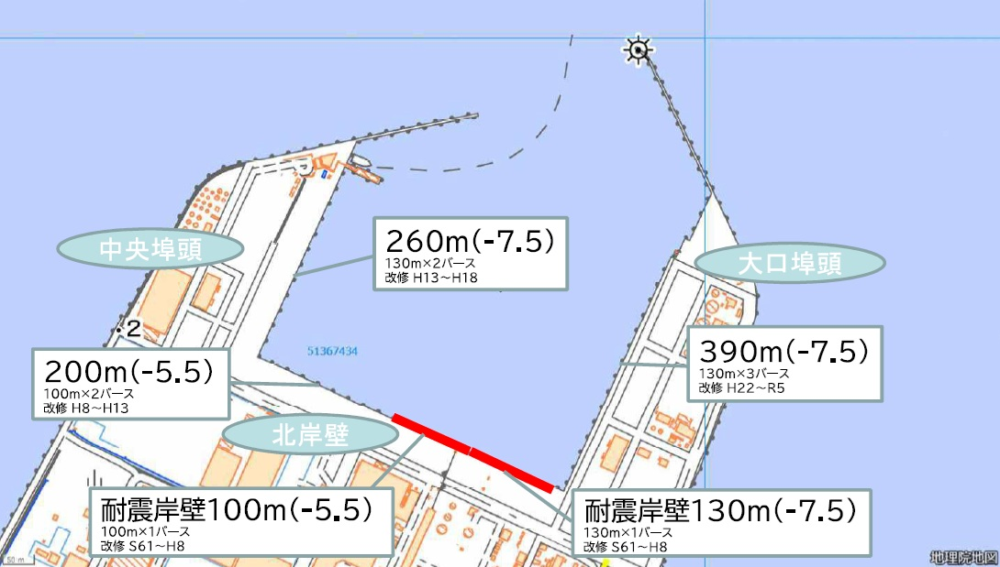 中央埠頭
260m(-7.5)
130m×2バース
改修 H13～H18
大口埠頭
2
51367434
200m(-5.5)
100m×2バース
改修 H8～H13
390m(-7.5)
130m×3バース
改修 H22～R5
北岸壁
耐震岸壁100m(-5.5)
100m×1バース
改修 S61～H8
耐震岸壁130m(-7.5)
130m×1バース
改修 S61～H8
50 m
地理院地図